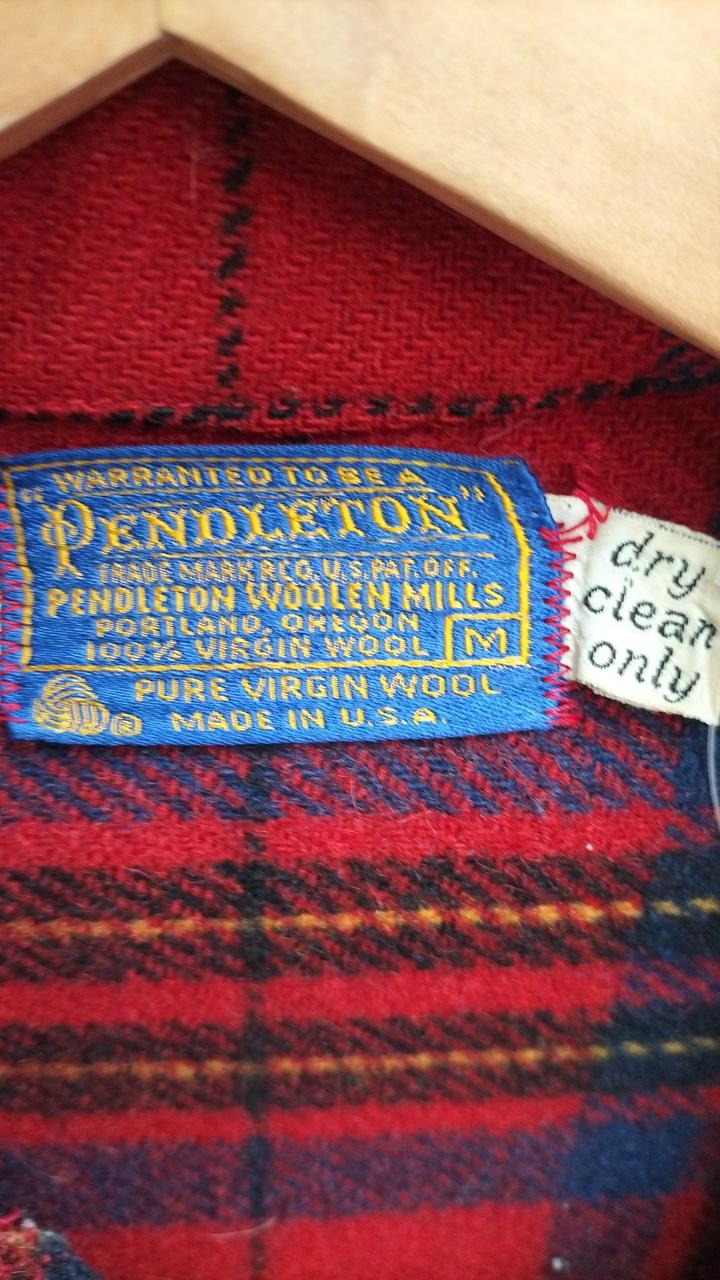 "WARRANTED TO BE A
"PENDLETON"
TRADE MARK REG. U.S. PAT. OFF.
PENDLETON WOOLEN MILLS
PORTLAND, OREGON
100% VIRGIN WOOL M
PURE VIRGIN WOOL
® MADE IN U.S.A.
dry
clean
only